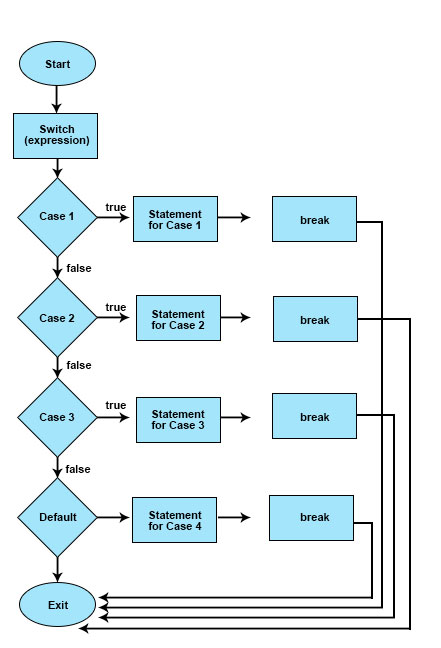 Start
Switch
(expression)
Case 1
true
Statement
for Case 1
break
false
Case 2
true
Statement
for Case 2
break
false
Case 3
true
Statement
for Case 3
break
false
Default
Statement
for Case 4
break
Exit